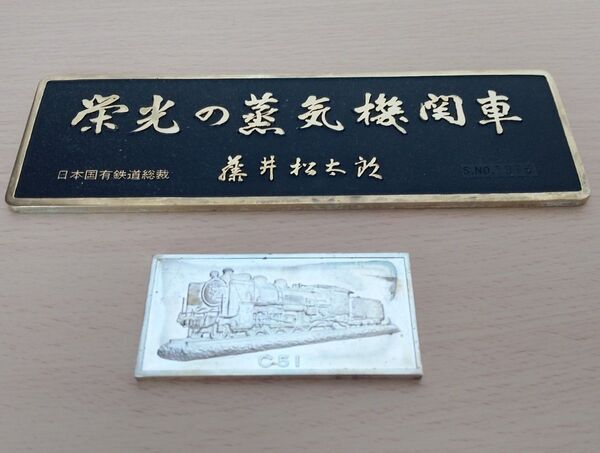 栄光の蒸気機関車
日本国有鉄道総裁 藤井松太郎
S.NO.
C51